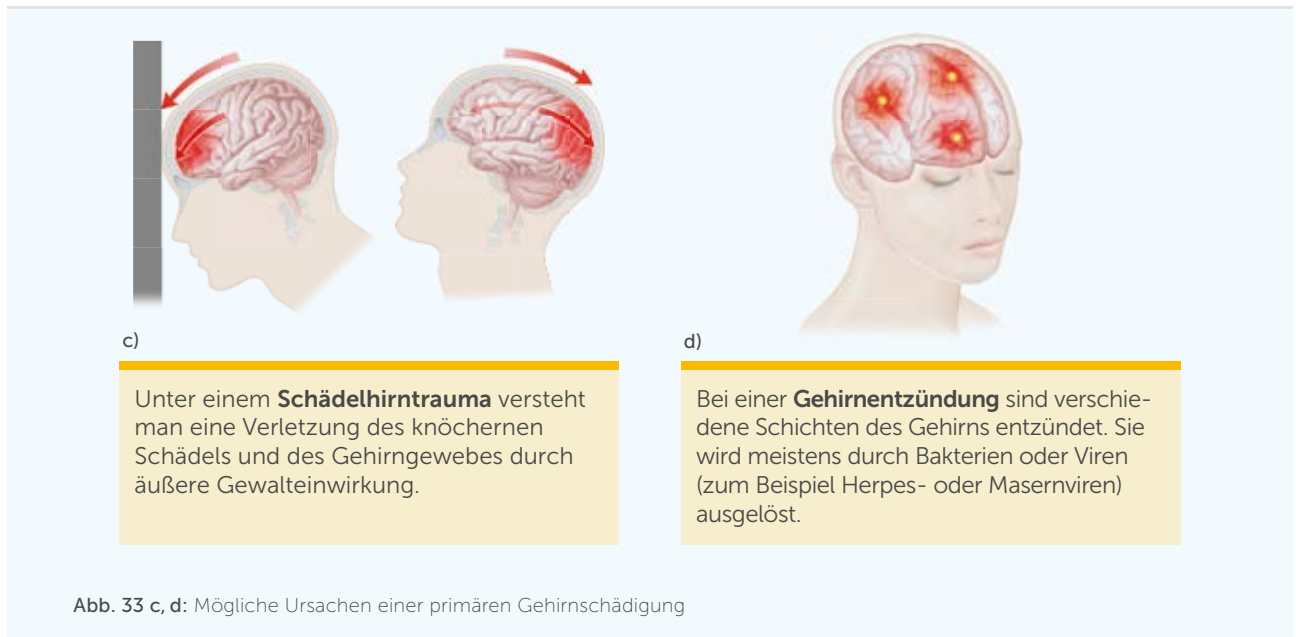 c)
Unter einem Schädelhirntrauma versteht
man eine Verletzung des knöchernen
Schädels und des Gehirngewebes durch
äußere Gewalteinwirkung.
d)
Bei einer Gehirnentzündung sind verschie-
dene Schichten des Gehirns entzündet. Sie
wird meistens durch Bakterien oder Viren
(zum Beispiel Herpes- oder Masernviren)
ausgelöst.
Abb. 33 c, d: Mögliche Ursachen einer primären Gehirnschädigung